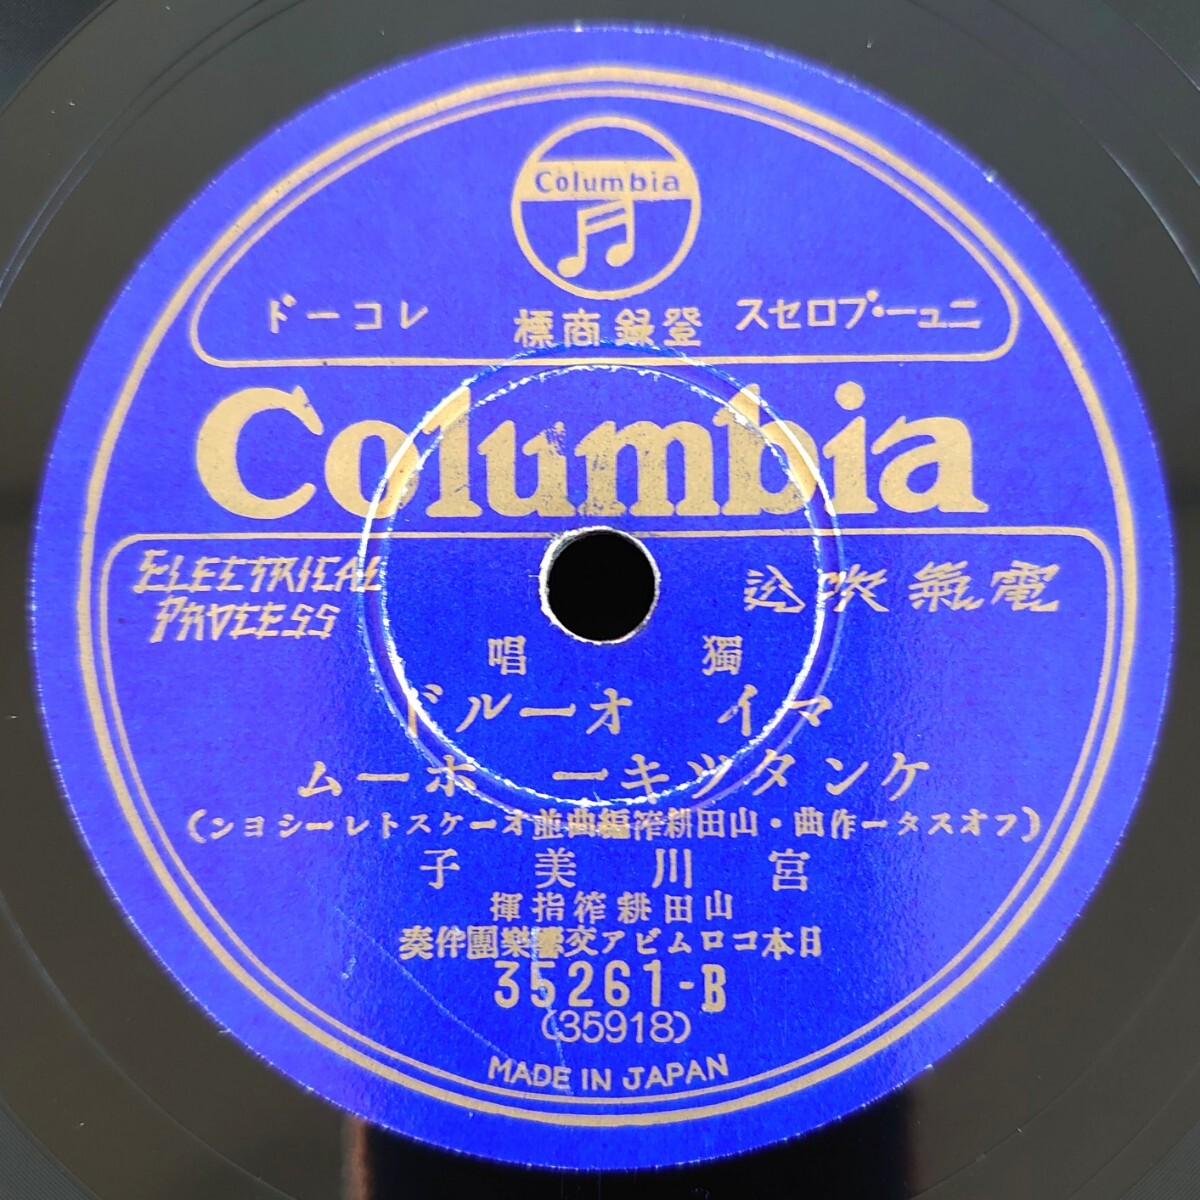 Columbia
ニュー・プロセス 登録商標 レコード
Columbia
ELECTRICAL PROCESS
電氣吹込
獨唱
マイ オールド
ケンタツキー ホーム
(フオスター作曲・山田耕筰編曲並オーケストレーシヨン)
宮川美子
山田耕筰指揮
日本コロムビア交響樂團伴奏
35261-B
(35918)
MADE IN JAPAN